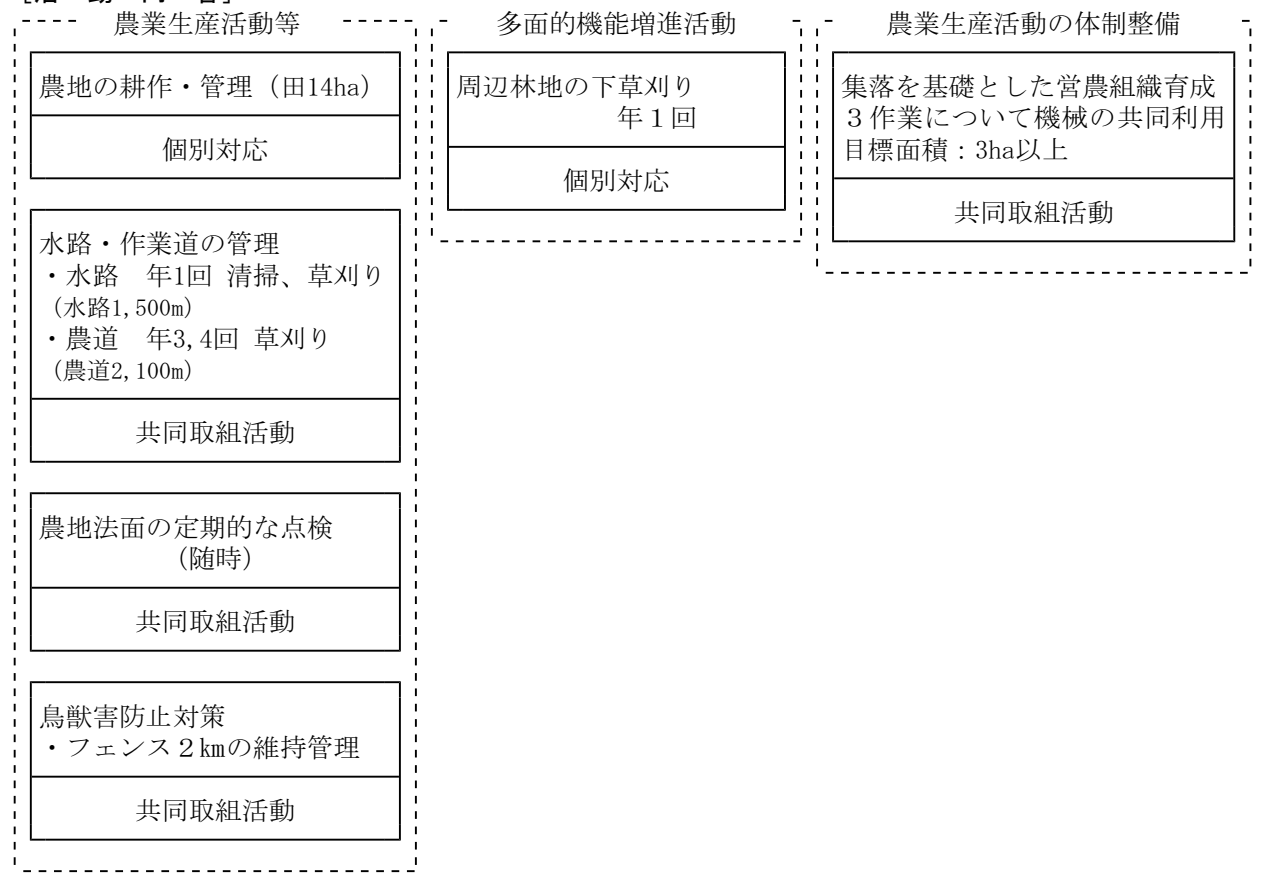 農業生産活動等
農地の耕作・管理（田14ha）
個別対応
水路・作業道の管理
・水路　年1回 清掃、草刈り
（水路1,500m）
・農道　年3,4回 草刈り
（農道2,100m）
共同取組活動
農地法面の定期的な点検
（随時）
共同取組活動
鳥獣害防止対策
・フェンス２㎞の維持管理
共同取組活動
多面的機能増進活動
周辺林地の下草刈り
年１回
個別対応
農業生産活動の体制整備
集落を基礎とした営農組織育成
３作業について機械の共同利用
目標面積：3ha以上
共同取組活動